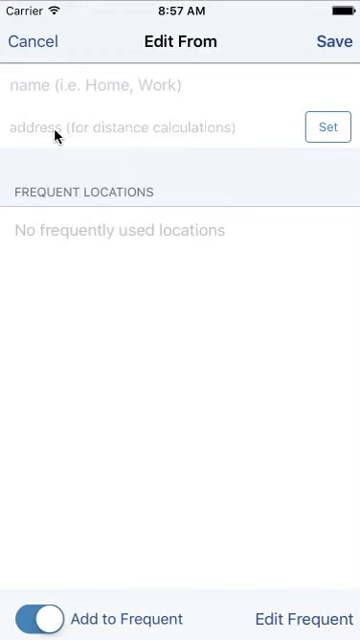 Carrier 8:57 AM
Cancel Edit From Save
name (i.e. Home, Work)
address (for distance calculations) Set
FREQUENT LOCATIONS
No frequently used locations
Add to Frequent Edit Frequent